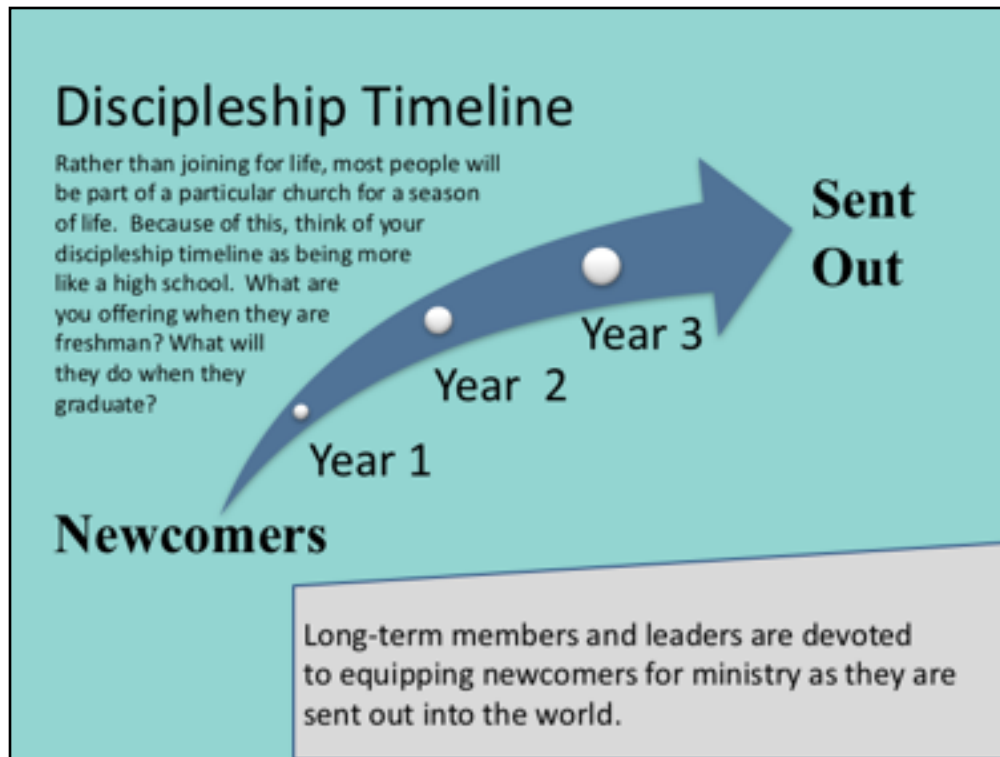 Discipleship Timeline
Rather than joining for life, most people will
be part of a particular church for a season
of life.  Because of this, think of your
discipleship timeline as being more
like a high school.  What are
you offering when they are
freshman? What will
they do when they
graduate?
Sent
Out
Year 3
Year  2
Year 1
Newcomers
Long-term members and leaders are devoted
to equipping newcomers for ministry as they are
sent out into the world.